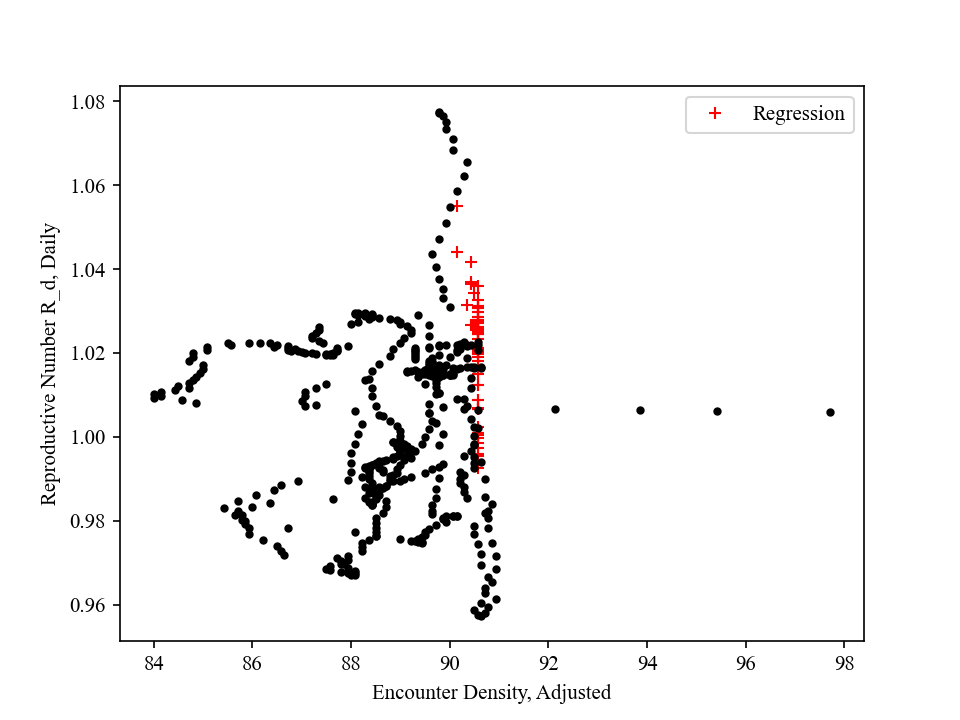 Regression
1.08
1.06
1.04
1.02
1.00
0.98
0.96
Reproductive Number R_d, Daily
84 86 88 90 92 94 96 98
Encounter Density, Adjusted